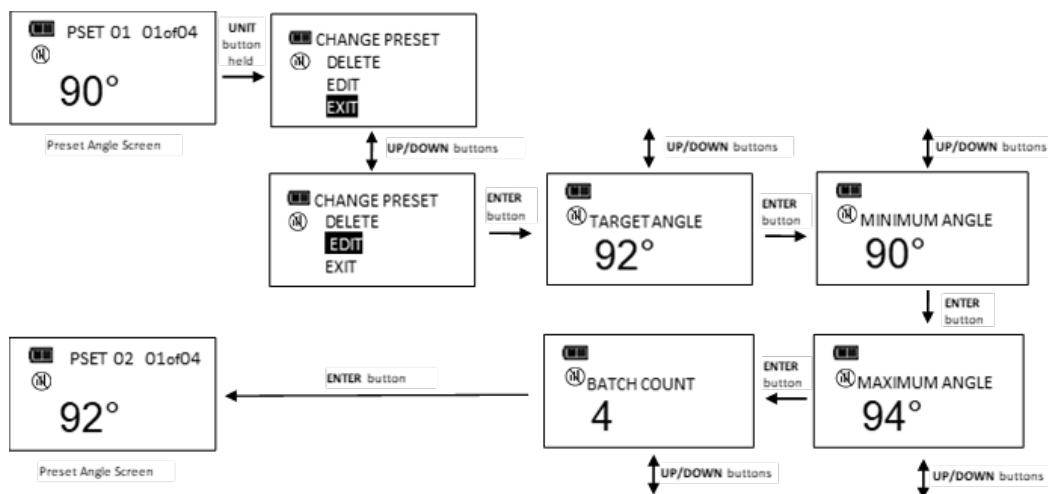 PSET 01 01of04
90°
Preset Angle Screen
UNIT
button
held
CHANGE PRESET
DELETE
EDIT
EXIT
UP/DOWN buttons
CHANGE PRESET
DELETE
EDIT
EXIT
ENTER
button
UP/DOWN buttons
TARGET ANGLE
92°
ENTER
button
UP/DOWN buttons
MINIMUM ANGLE
90°
ENTER
button
MAXIMUM ANGLE
94°
UP/DOWN buttons
ENTER
button
BATCH COUNT
4
UP/DOWN buttons
ENTER button
PSET 02 01of04
92°
Preset Angle Screen